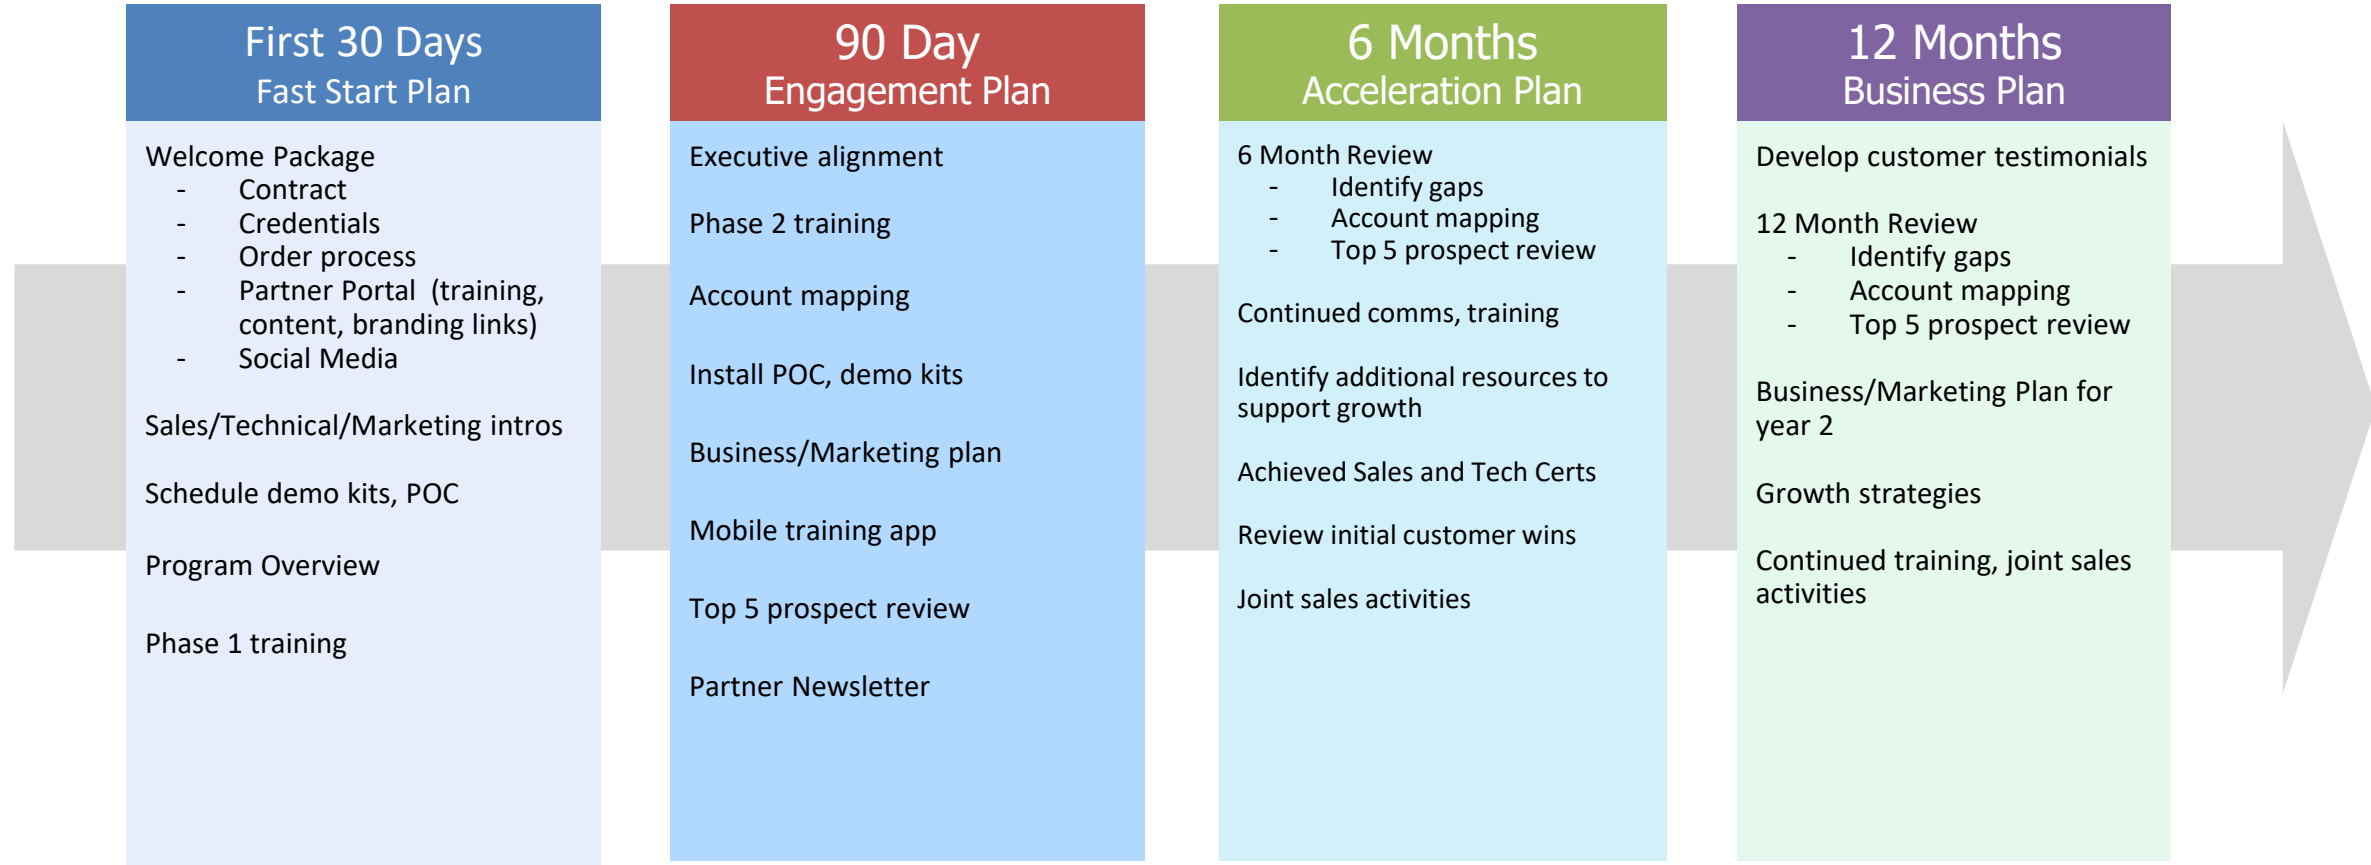 First 30 Days
Fast Start Plan
Welcome Package
- Contract
- Credentials
- Order process
- Partner Portal (training,
content, branding links)
- Social Media
Sales/Technical/Marketing intros
Schedule demo kits, POC
Program Overview
Phase 1 training
90 Day
Engagement Plan
Executive alignment
Phase 2 training
Account mapping
Install POC, demo kits
Business/Marketing plan
Mobile training app
Top 5 prospect review
Partner Newsletter
6 Months
Acceleration Plan
6 Month Review
- Identify gaps
- Account mapping
- Top 5 prospect review
Continued comms, training
Identify additional resources to
support growth
Achieved Sales and Tech Certs
Review initial customer wins
Joint sales activities
12 Months
Business Plan
Develop customer testimonials
12 Month Review
- Identify gaps
- Account mapping
- Top 5 prospect review
Business/Marketing Plan for
year 2
Growth strategies
Continued training, joint sales
activities